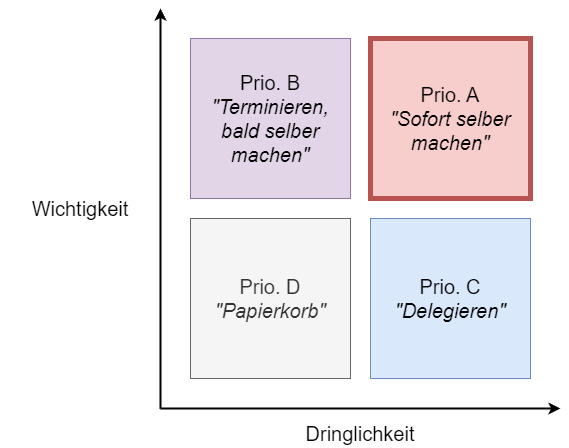 Prio. B
"Terminieren,
bald selber
machen"
Prio. A
"Sofort selber
machen"
Wichtigkeit
Prio. D
"Papierkorb"
Prio. C
"Delegieren"
Dringlichkeit